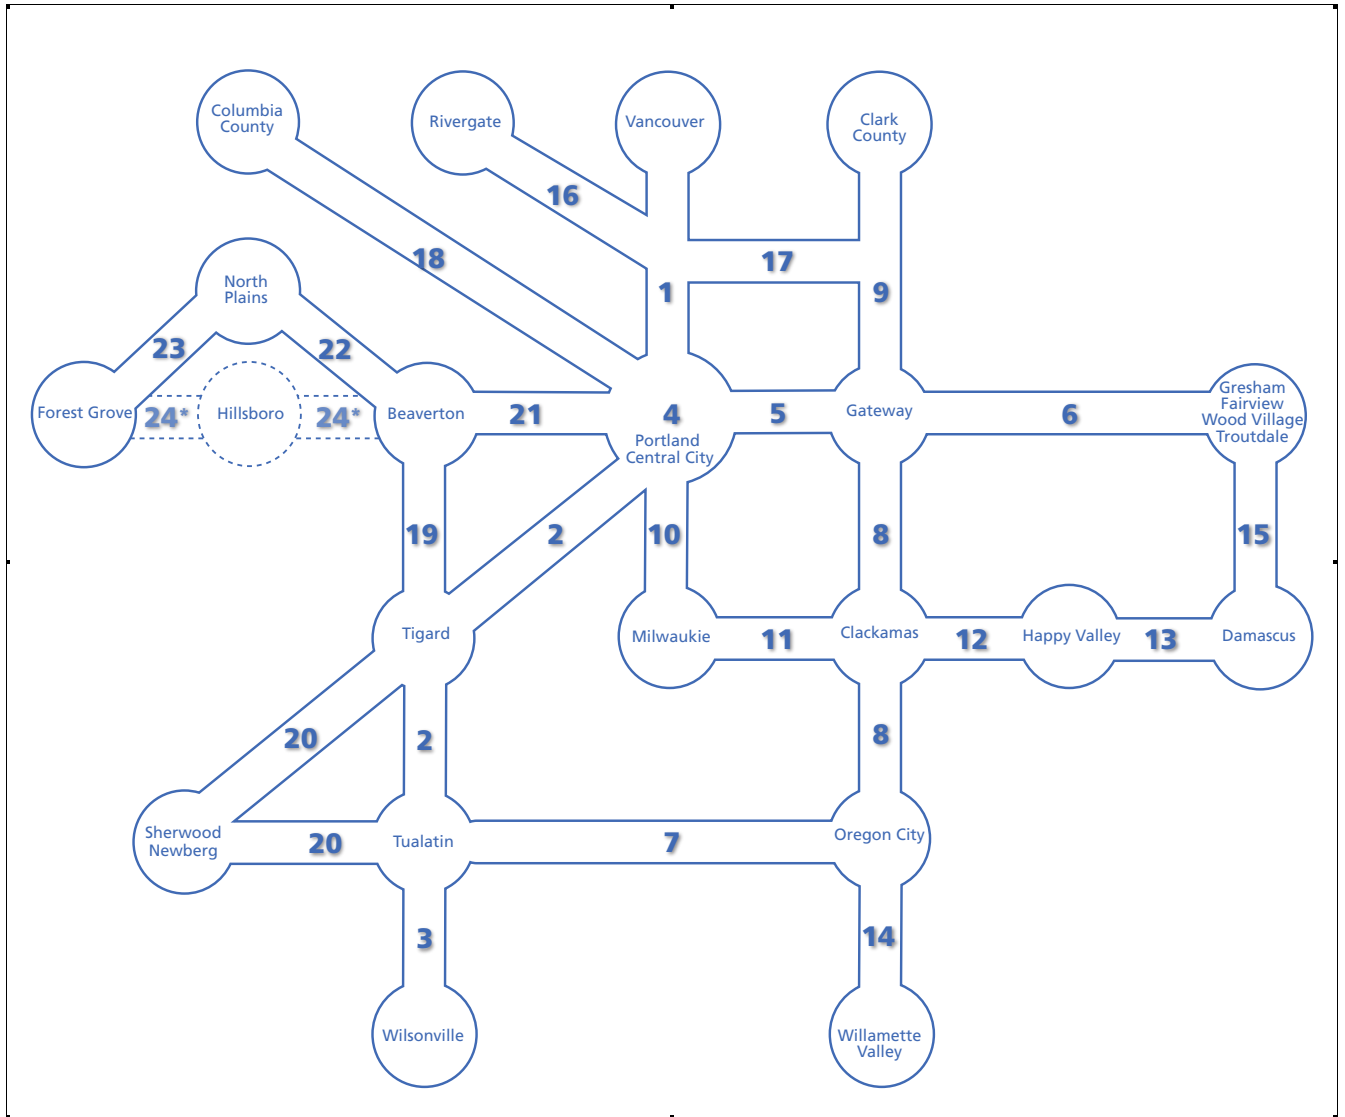 Columbia
County
Rivergate
Vancouver
Clark
County
16
18
17
1
9
North
Plains
23
22
Forest Grove
24*
Hillsboro
24*
Beaverton
21
4
Portland
Central City
5
Gateway
6
Gresham
Fairview
Wood Village
Troutdale
19
2
10
8
15
Tigard
Milwaukie
11
Clackamas
12
Happy Valley
13
Damascus
20
2
8
Sherwood
Newberg
20
Tualatin
7
Oregon City
3
14
Wilsonville
Willamette
Valley